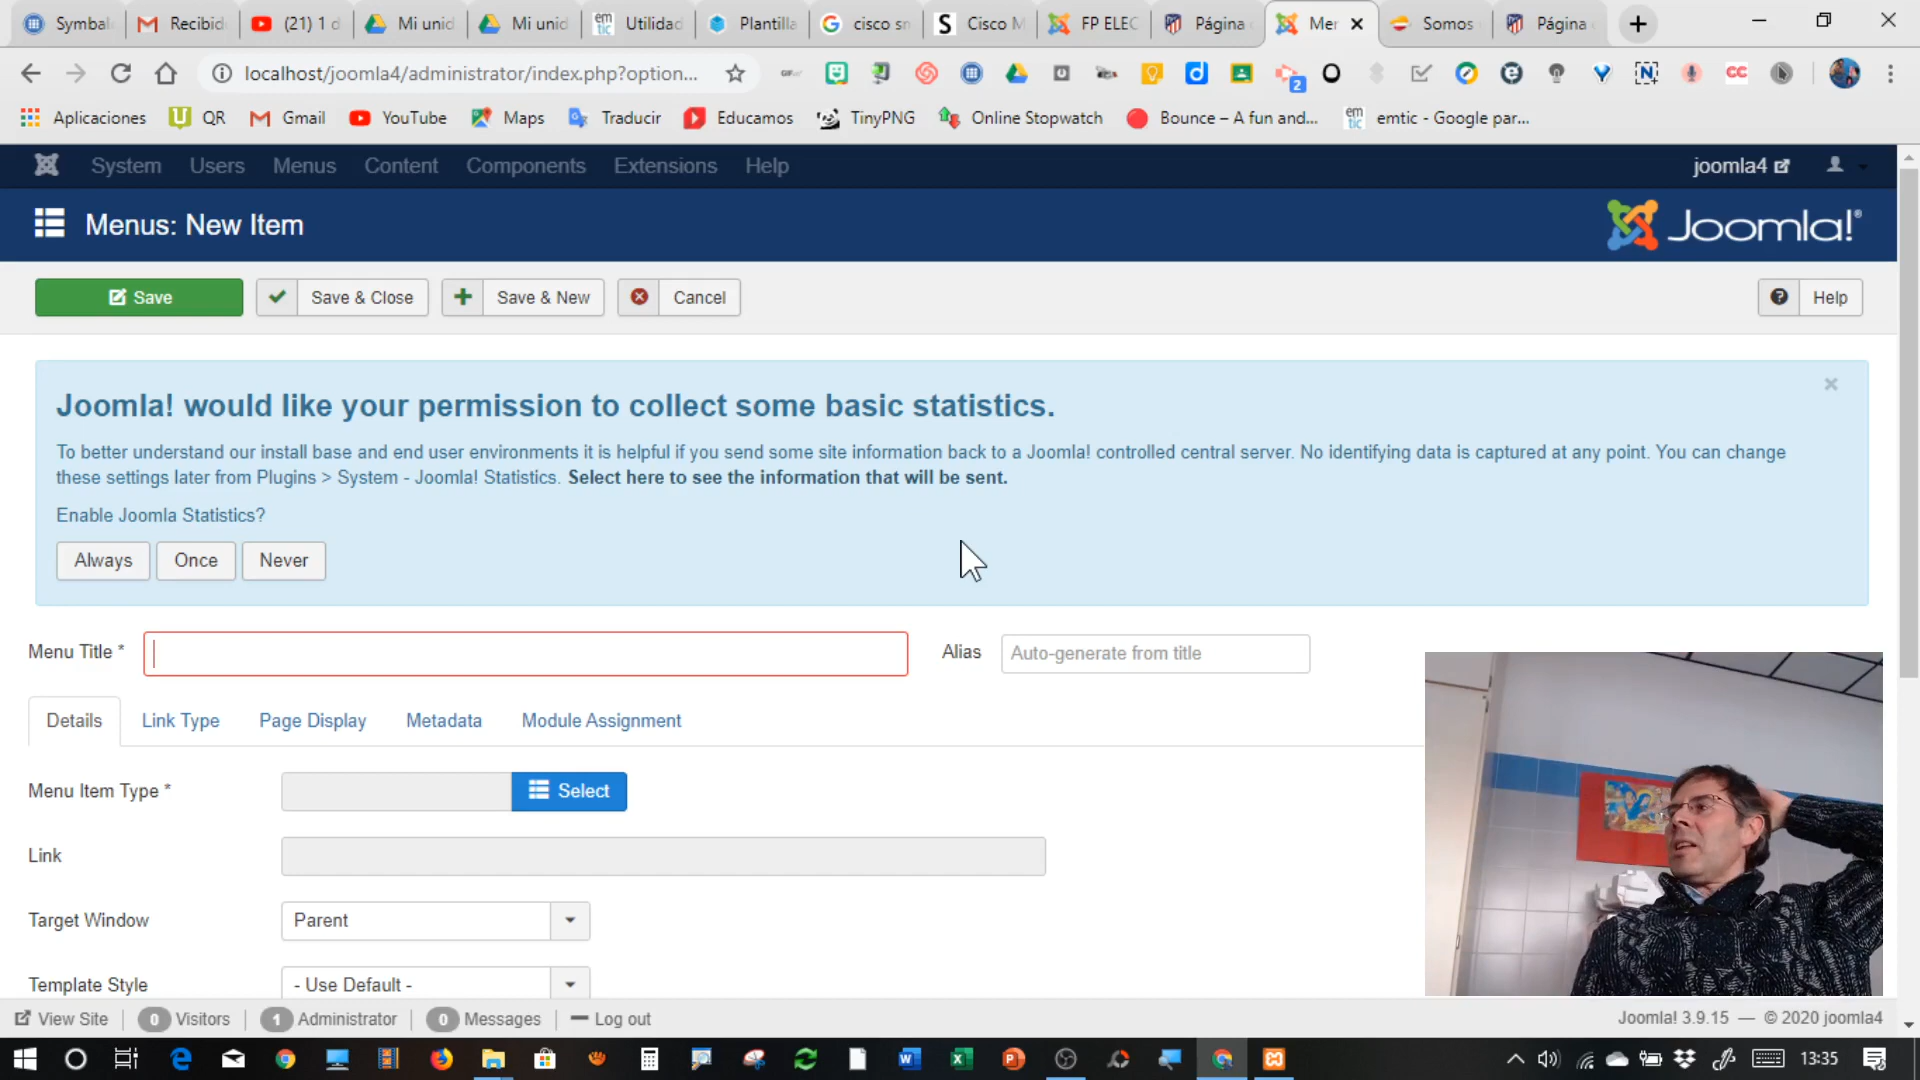 Symbal
Recibid
(21) 1 d
Mi unid
Mi unid
emtic
Utilidad
Plantilla
cisco sn
S
Cisco M
FP ELEC
Página
Mer
Somos
Página
localhost/joomla4/administrator/index.php?option...
2
CC
Aplicaciones
QR
Gmail
YouTube
Maps
Traducir
Educamos
TinyPNG
Online Stopwatch
Bounce – A fun and...
emtic
emtic - Google par...
System
Users
Menus
Content
Components
Extensions
Help
joomla4
Menus: New Item
Joomla!®
Save
Save & Close
Save & New
Cancel
Help
Joomla! would like your permission to collect some basic statistics.
To better understand our install base and end user environments it is helpful if you send some site information back to a Joomla! controlled central server. No identifying data is captured at any point. You can change
these settings later from Plugins > System - Joomla! Statistics. Select here to see the information that will be sent.
Enable Joomla Statistics?
Always
Once
Never
Menu Title *
Alias
Auto-generate from title
Details
Link Type
Page Display
Metadata
Module Assignment
Menu Item Type *
Select
Link
Target Window
Parent
Template Style
- Use Default -
View Site
0 Visitors
1 Administrator
0 Messages
Log out
Joomla! 3.9.15 — © 2020 joomla4
13:35